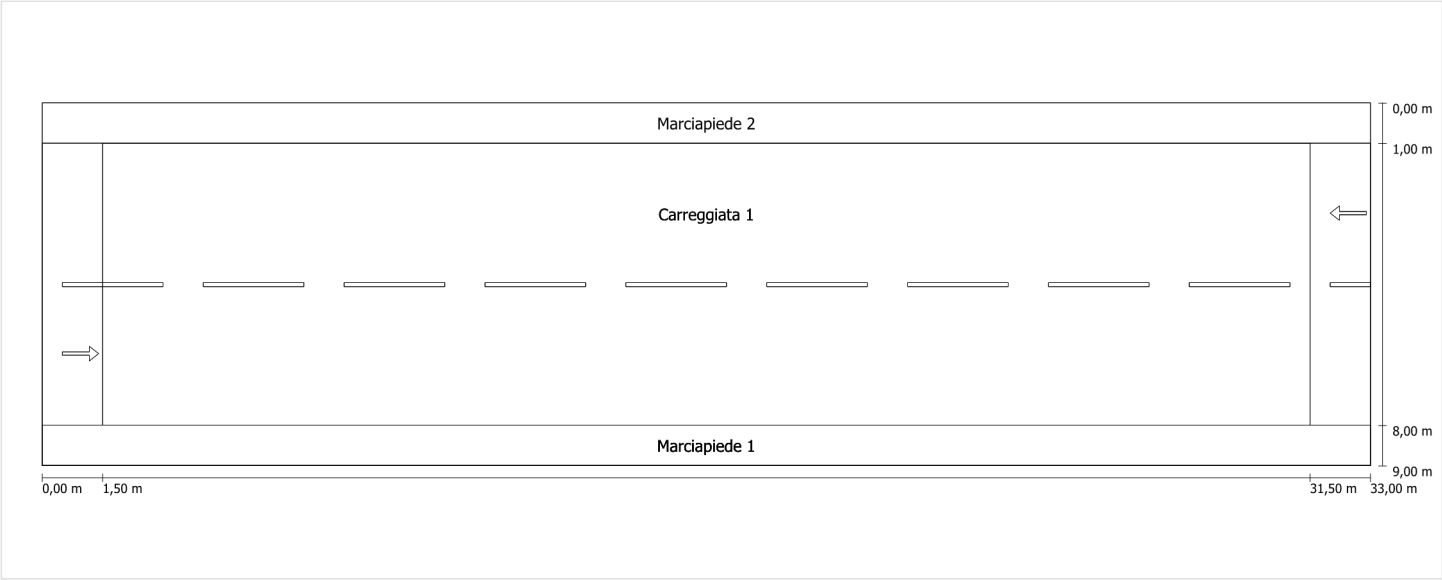 0,00 m
Marciapiede 2
1,00 m
Carreggiata 1
8,00 m
Marciapiede 1
9,00 m
0,00 m
1,50 m
31,50 m
33,00 m